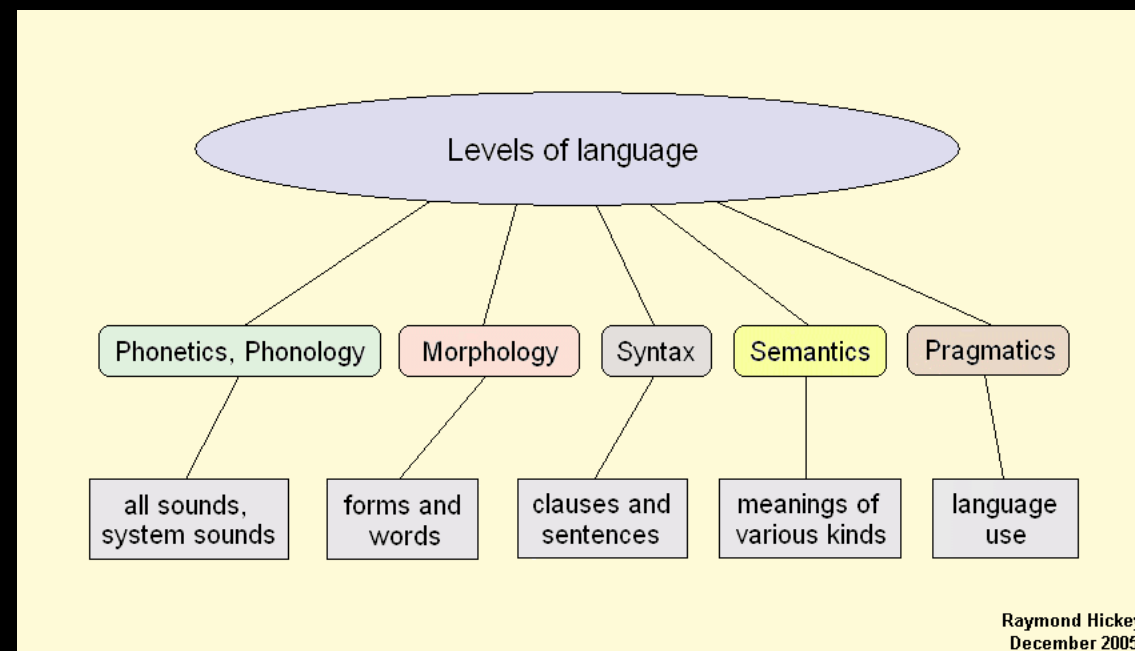 Levels of language
Phonetics, Phonology
Morphology
Syntax
Semantics
Pragmatics
all sounds,
system sounds
forms and
words
clauses and
sentences
meanings of
various kinds
language
use
Raymond Hickey
December 2005